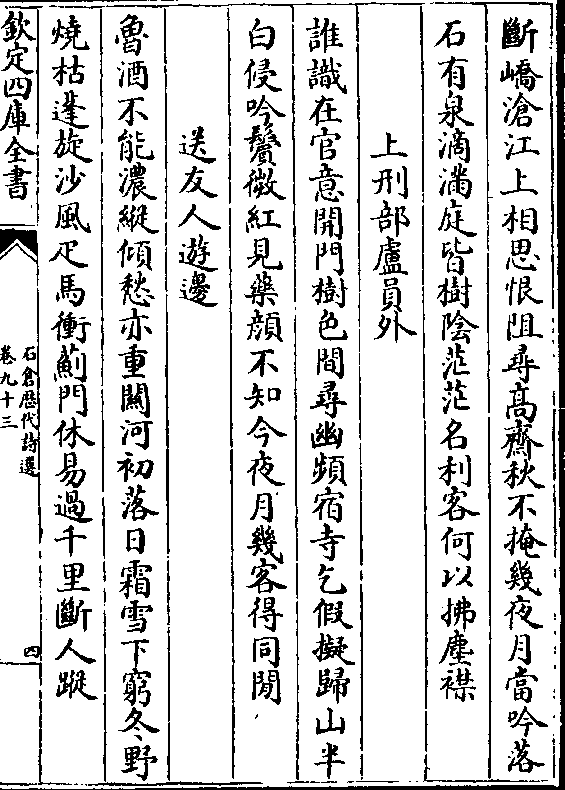 斷嶠滄江上相思恨阻尋高齋秋不掩幾夜月當吟落
石有泉滴滿庭皆樹陰茫茫名利客何以拂塵襟
上刑部盧員外
誰識在官意開門樹色間尋幽頻宿寺乞假擬歸山半
白侵吟鬢微紅見藥顏不知今夜月幾客得同閒
送友人遊邊
魯酒不能濃縱傾愁亦重關河初落日霜雪下窮冬野
燒枯蓬旋沙風疋馬衝薊門休易過千里斷人蹤
欽定四庫全書
石倉歷代詩選
卷九十三
四